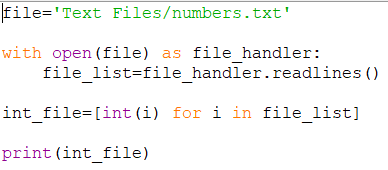 file='Text Files/numbers.txt'
with open(file) as file_handler:
    file_list=file_handler.readlines()
int_file=[int(i) for i in file_list]
print(int_file)